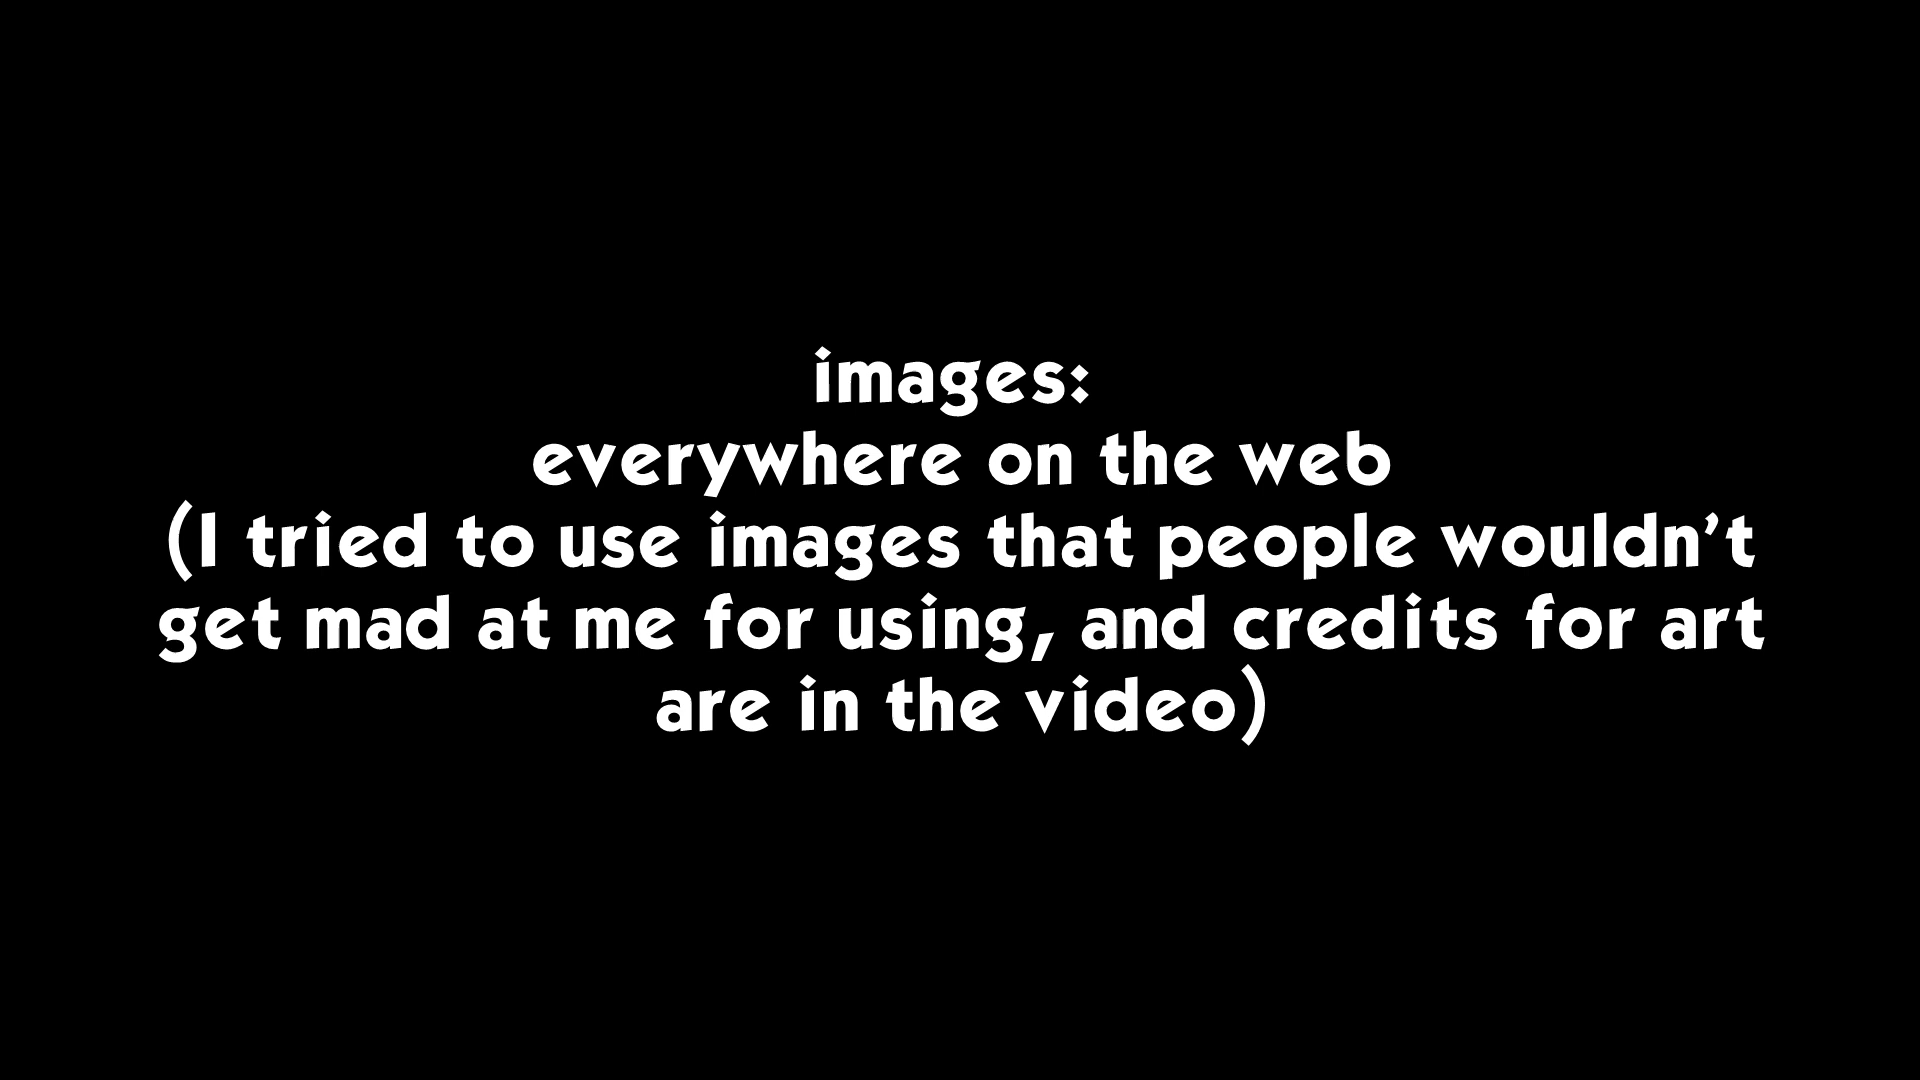 images:
everywhere on the web
(I tried to use images that people wouldn't
get mad at me for using, and credits for art
are in the video)